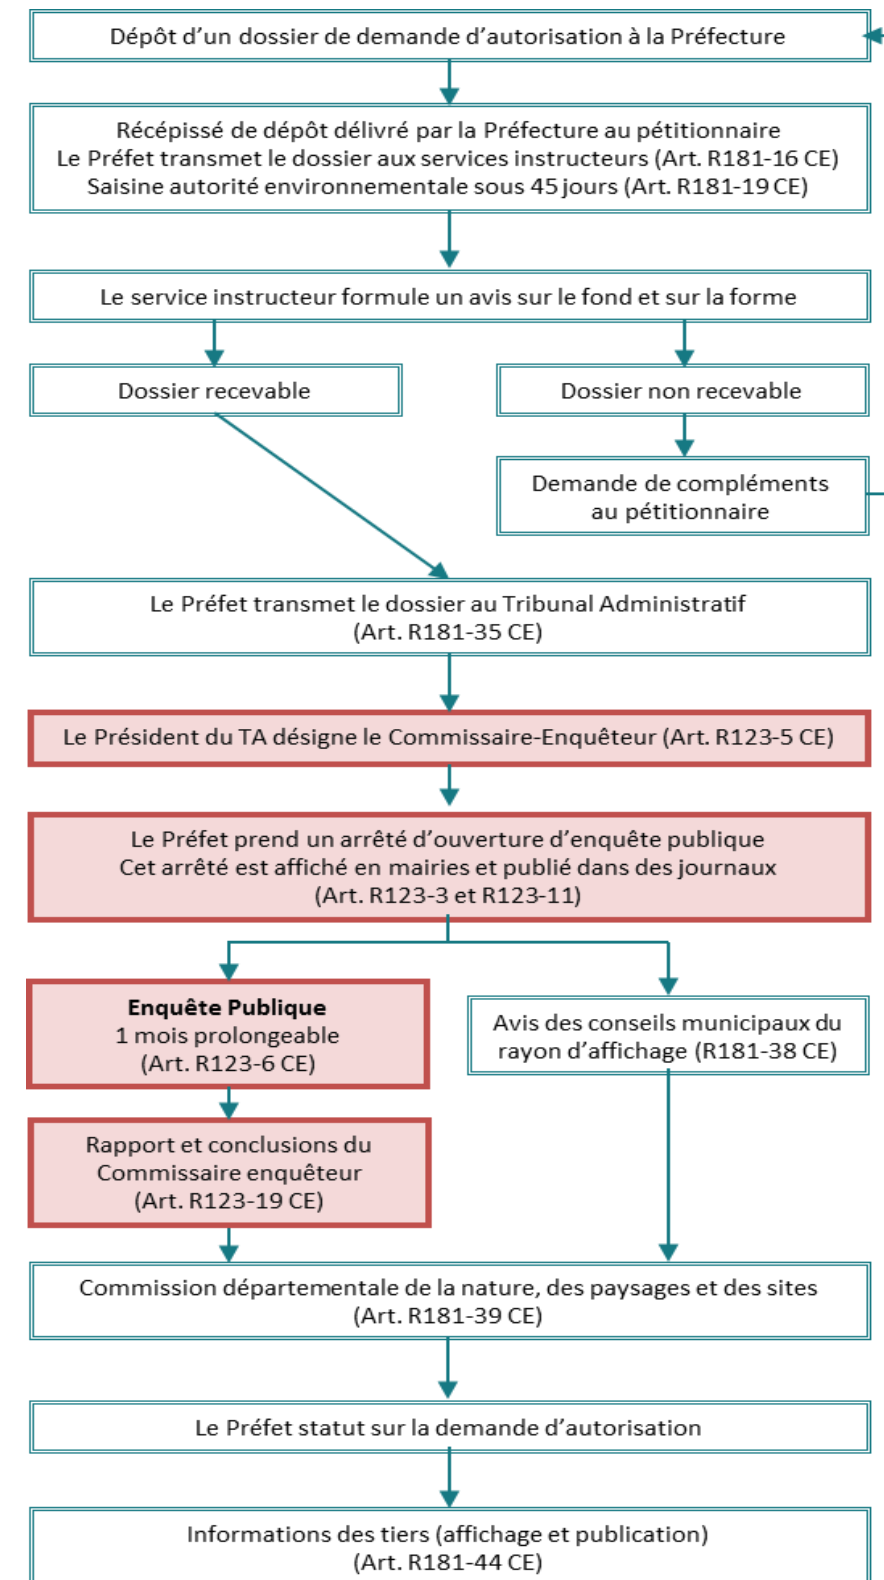 Dépôt d’un dossier de demande d’autorisation à la Préfecture
Récépissé de dépôt délivré par la Préfecture au pétitionnaire
Le Préfet transmet le dossier aux services instructeurs (Art. R181-16 CE)
Saisine autorité environnementale sous 45 jours (Art. R181-19 CE)
Le service instructeur formule un avis sur le fond et sur la forme
Dossier recevable
Dossier non recevable
Demande de compléments
au pétitionnaire
Le Préfet transmet le dossier au Tribunal Administratif
(Art. R181-35 CE)
Le Président du TA désigne le Commissaire-Enquêteur (Art. R123-5 CE)
Le Préfet prend un arrêté d’ouverture d’enquête publique
Cet arrêté est affiché en mairies et publié dans des journaux
(Art. R123-3 et R123-11)
Enquête Publique
1 mois prolongeable
(Art. R123-6 CE)
Avis des conseils municipaux du
rayon d’affichage (R181-38 CE)
Rapport et conclusions du
Commissaire enquêteur
(Art. R123-19 CE)
Commission départementale de la nature, des paysages et des sites
(Art. R181-39 CE)
Le Préfet statut sur la demande d’autorisation
Informations des tiers (affichage et publication)
(Art. R181-44 CE)